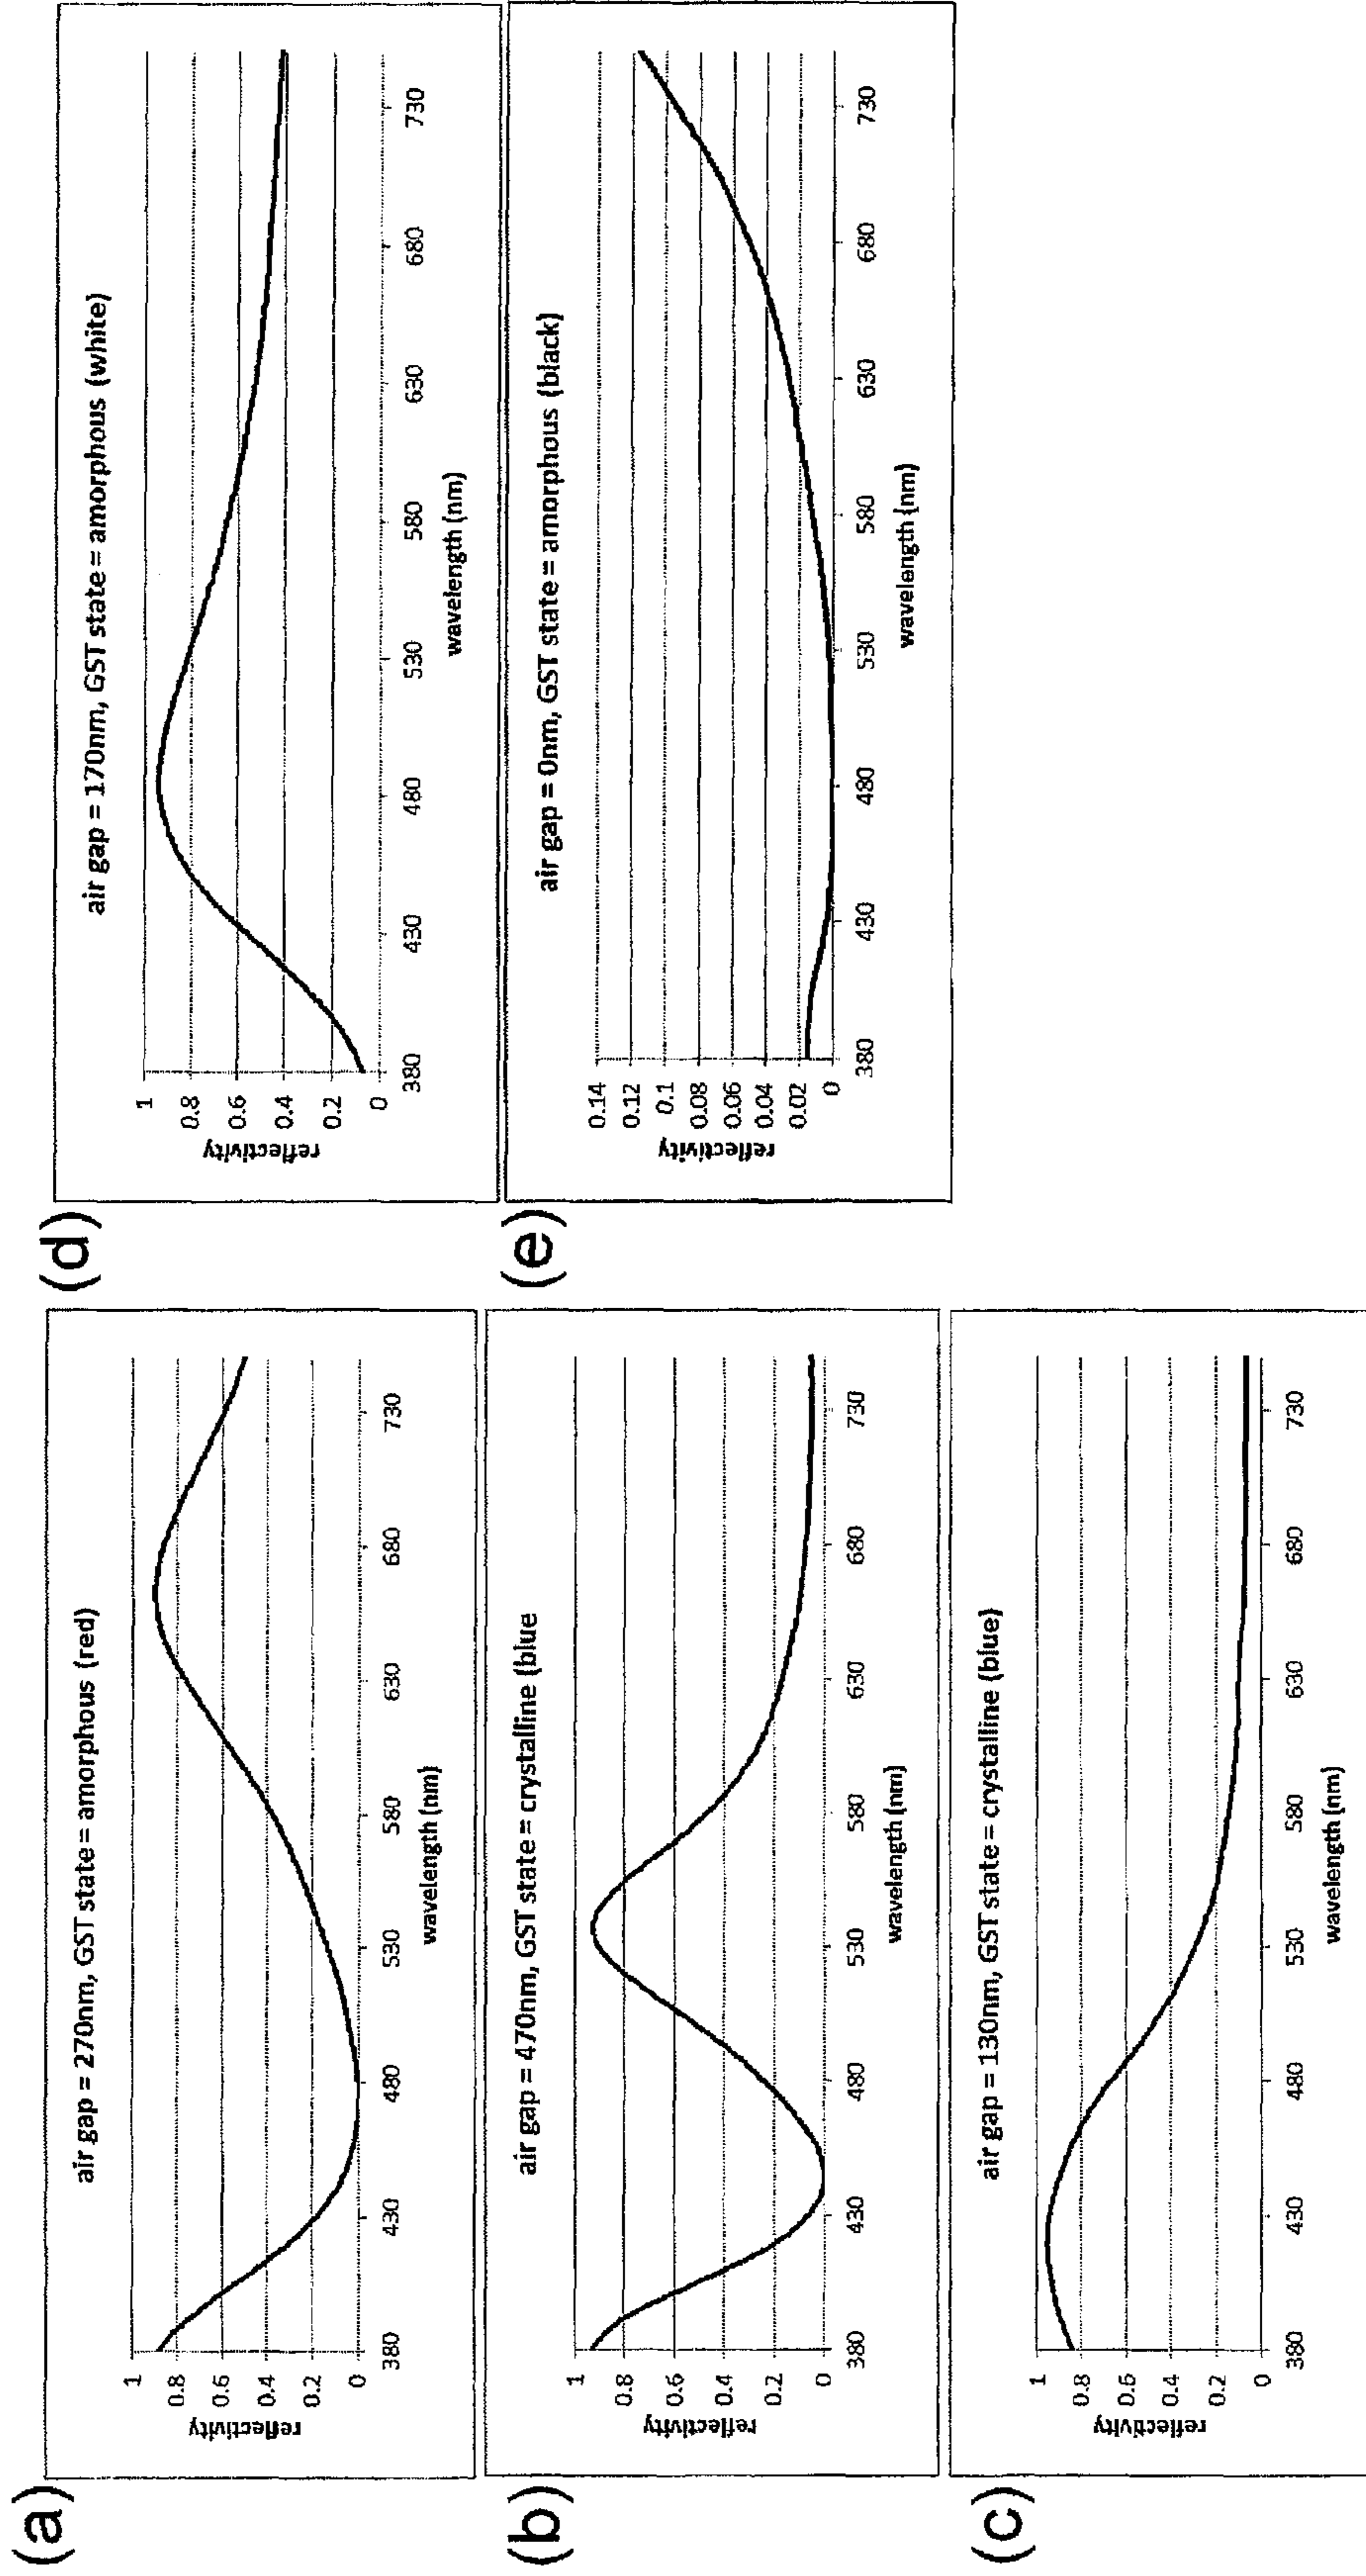 (a)
air gap = 270nm, GST state= amorphous (red)
reflectivity
1
0.8
0.6
0.4
0.2
0
380 430 480 530 580 630 680 730
wavelength (nm)
(b)
air gap = 470nm, GST state= crystalline (blue
reflectivity
1
0.8
0.6
0.4
0.2
0
380 430 480 530 580 630 680 730
wavelength (nm)
(c)
air gap = 130nm, GST state= crystalline (blue)
reflectivity
1
0.8
0.6
0.4
0.2
0
380 430 480 530 580 630 680 730
wavelength (nm)
(d)
air gap = 170nm, GST state= amorphous (white)
reflectivity
1
0.8
0.6
0.4
0.2
0
380 430 480 530 580 630 680 730
wavelength (nm)
(e)
air gap = 0nm, GST state= amorphous (black)
reflectivity
0.14
0.12
0.1
0.08
0.06
0.04
0.02
0
380 430 480 530 580 630 680 730
wavelength (nm)